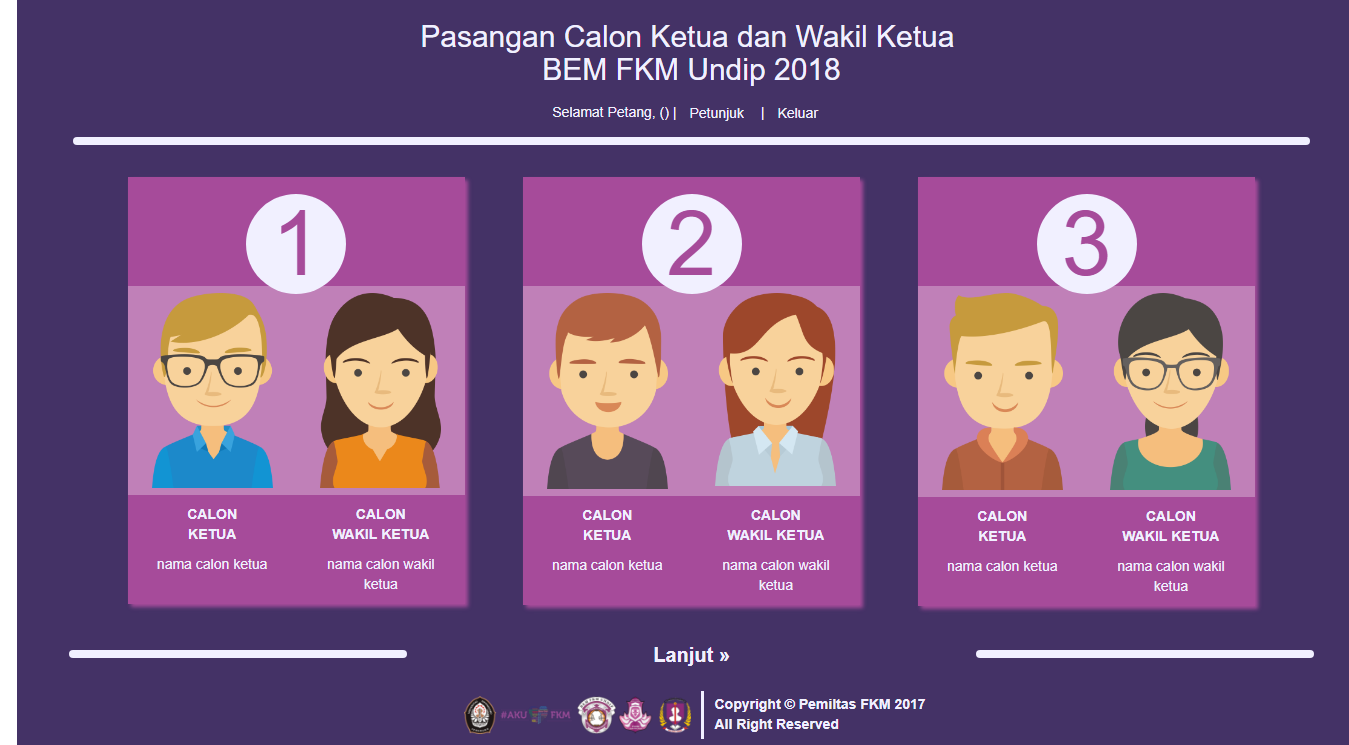 Pasangan Calon Ketua dan Wakil Ketua
BEM FKM Undip 2018
Selamat Petang, () | Petunjuk | Keluar
1
2
3
CALON
KETUA
CALON
WAKIL KETUA
nama calon ketua
nama calon wakil
ketua
CALON
KETUA
CALON
WAKIL KETUA
nama calon ketua
nama calon wakil
ketua
CALON
KETUA
CALON
WAKIL KETUA
nama calon ketua
nama calon wakil
ketua
Lanjut »
#AKU FKM
Copyright © Pemiltas FKM 2017
All Right Reserved